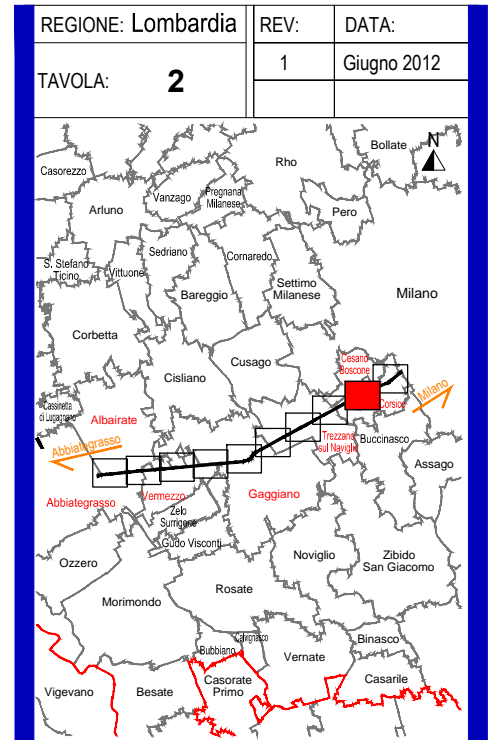 REGIONE: Lombardia
REV:
DATA:
TAVOLA:
2
1
Giugno 2012
N
Bollate
Rho
Casorezzo
Vanzago
Pregnana
Milanese
Arluno
Pero
Sedriano
Cornaredo
S. Stefano
Ticino
Vittuone
Settimo
Milanese
Bareggio
Milano
Corbetta
Cusago
Cesano
Boscone
Cisliano
Milano
Corsico
Cassinetta
di Lugagnano
Albairate
Trezzano
sul Naviglio
Buccinasco
Abbiategrasso
Assago
Abbiategrasso
Vermezzo
Gaggiano
Zelo
Surrigone
Gudo Visconti
Noviglio
Zibido
San Giacomo
Ozzero
Rosate
Morimondo
Calvignasco
Bubbiano
Binasco
Vernate
Vigevano
Besate
Casorate
Primo
Casarile